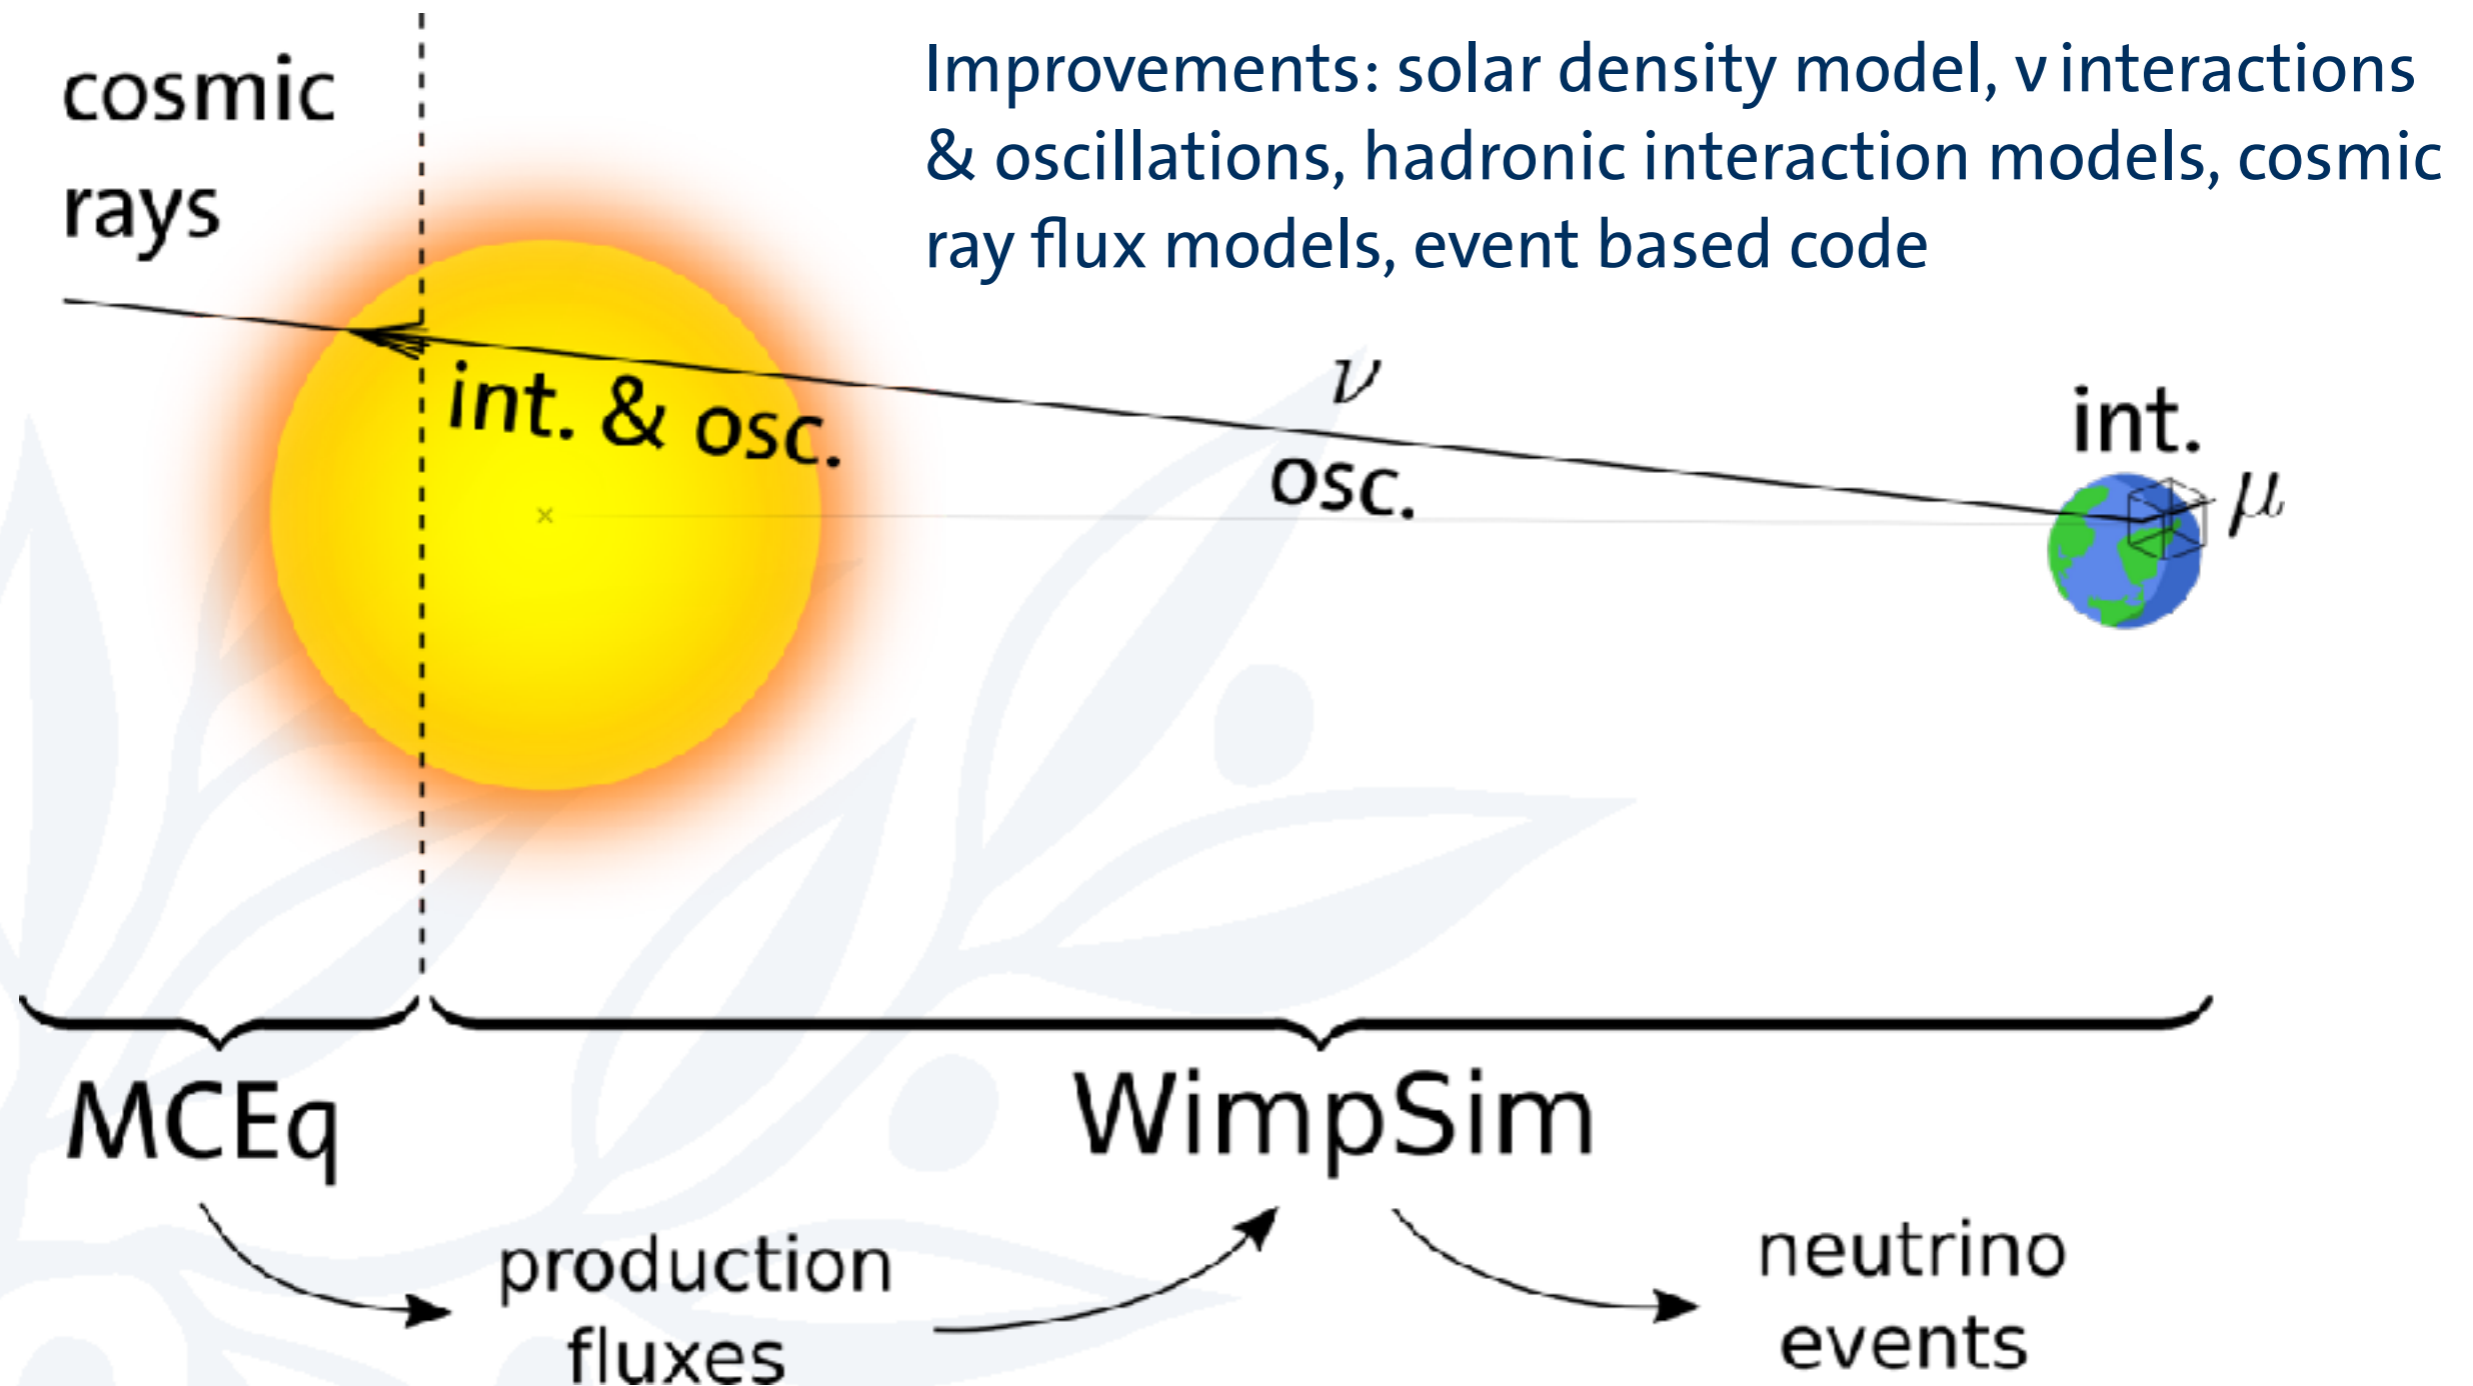 cosmic
rays
Improvements: solar density model, ν interactions
& oscillations, hadronic interaction models, cosmic
ray flux models, event based code
int. & osc.
ν
osc.
int.
μ
MCEq
WimpSim
production
fluxes
neutrino
events